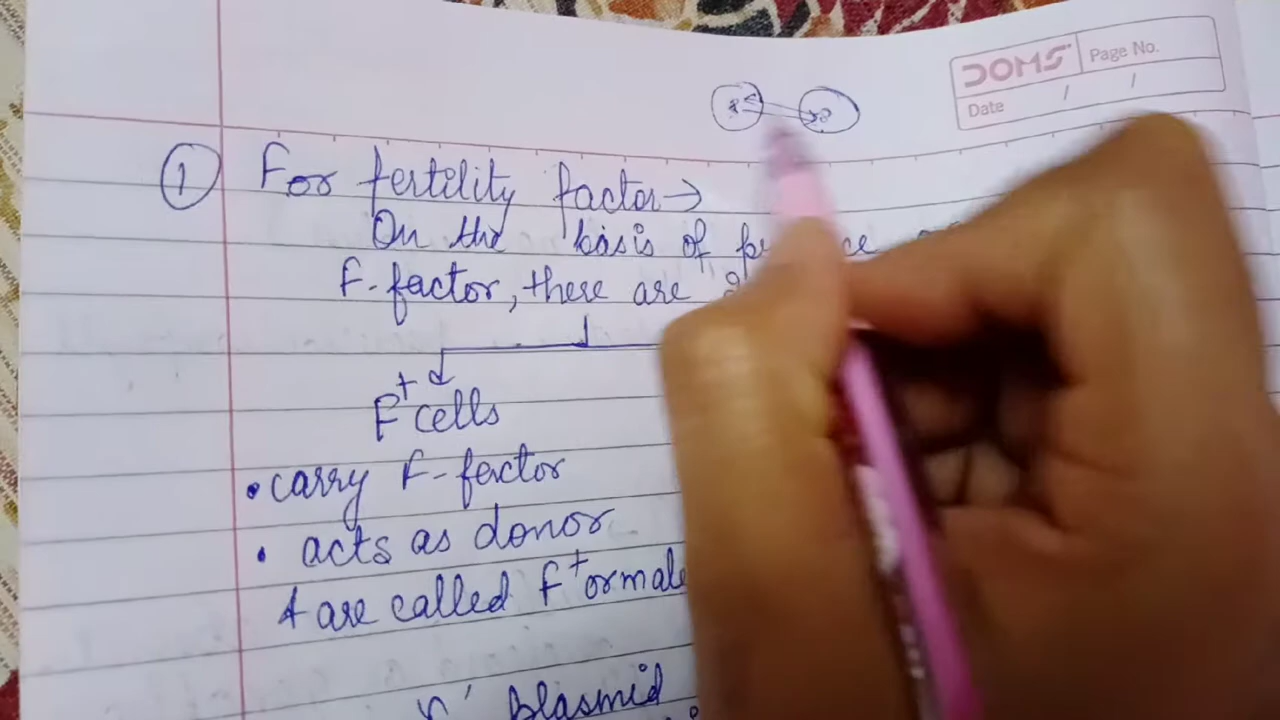 DOMS Page No.
Date / /
① For fertility factor→
On the basis of
F-factor, there are
F⁺ cells
• carry F-factor
• acts as donor
& are called F⁺ or male
plasmid